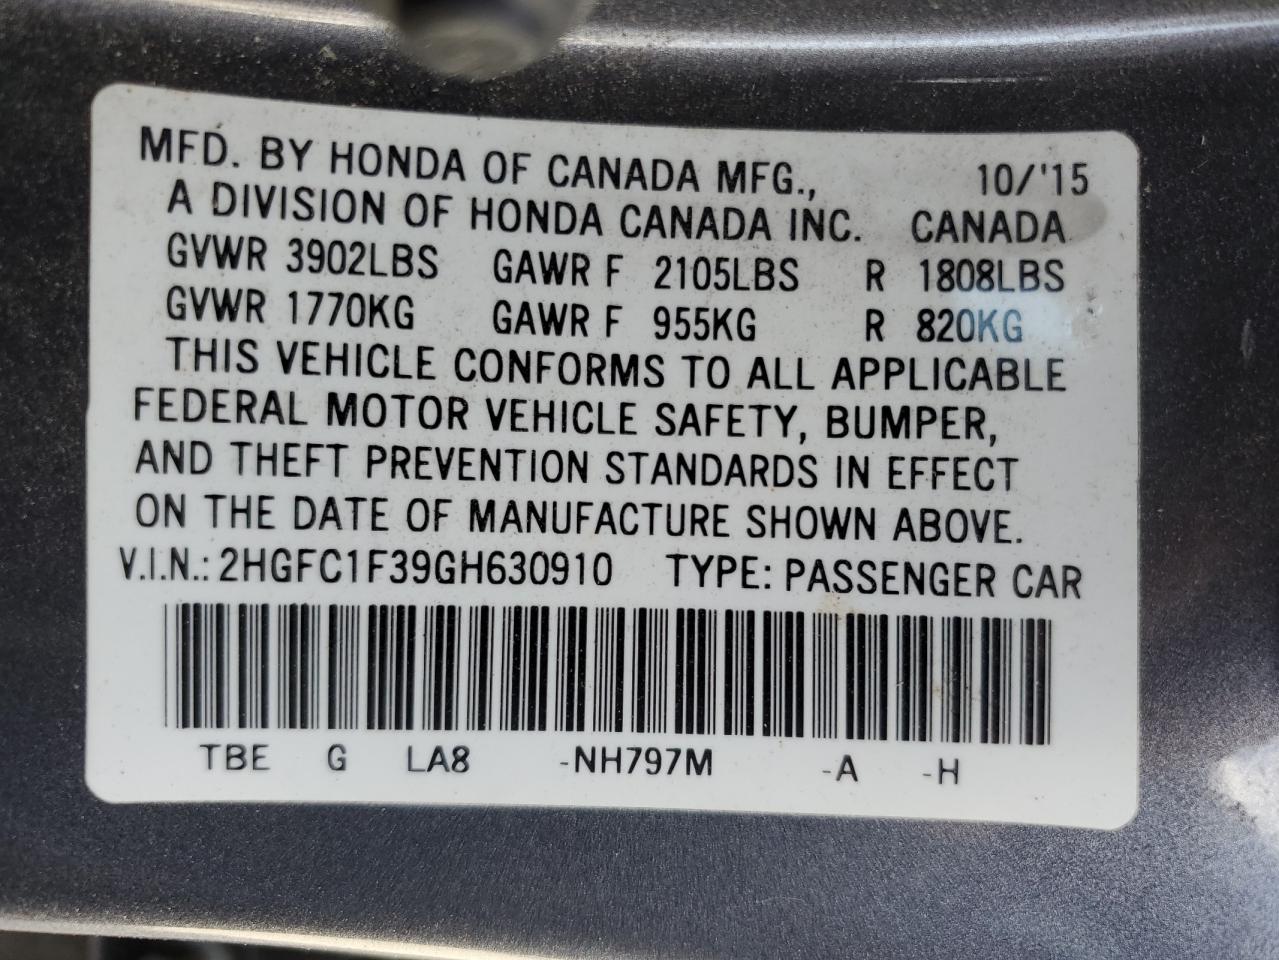 MFD. BY HONDA OF CANADA MFG., 10/'15
A DIVISION OF HONDA CANADA INC. CANADA
GVWR 3902LBS GAWR F 2105LBS R 1808LBS
GVWR 1770KG GAWR F 955KG R 820KG
THIS VEHICLE CONFORMS TO ALL APPLICABLE
FEDERAL MOTOR VEHICLE SAFETY, BUMPER,
AND THEFT PREVENTION STANDARDS IN EFFECT
ON THE DATE OF MANUFACTURE SHOWN ABOVE.
V.I.N.: 2HGFC1F39GH630910 TYPE: PASSENGER CAR
TBE G LA8 -NH797M -A -H